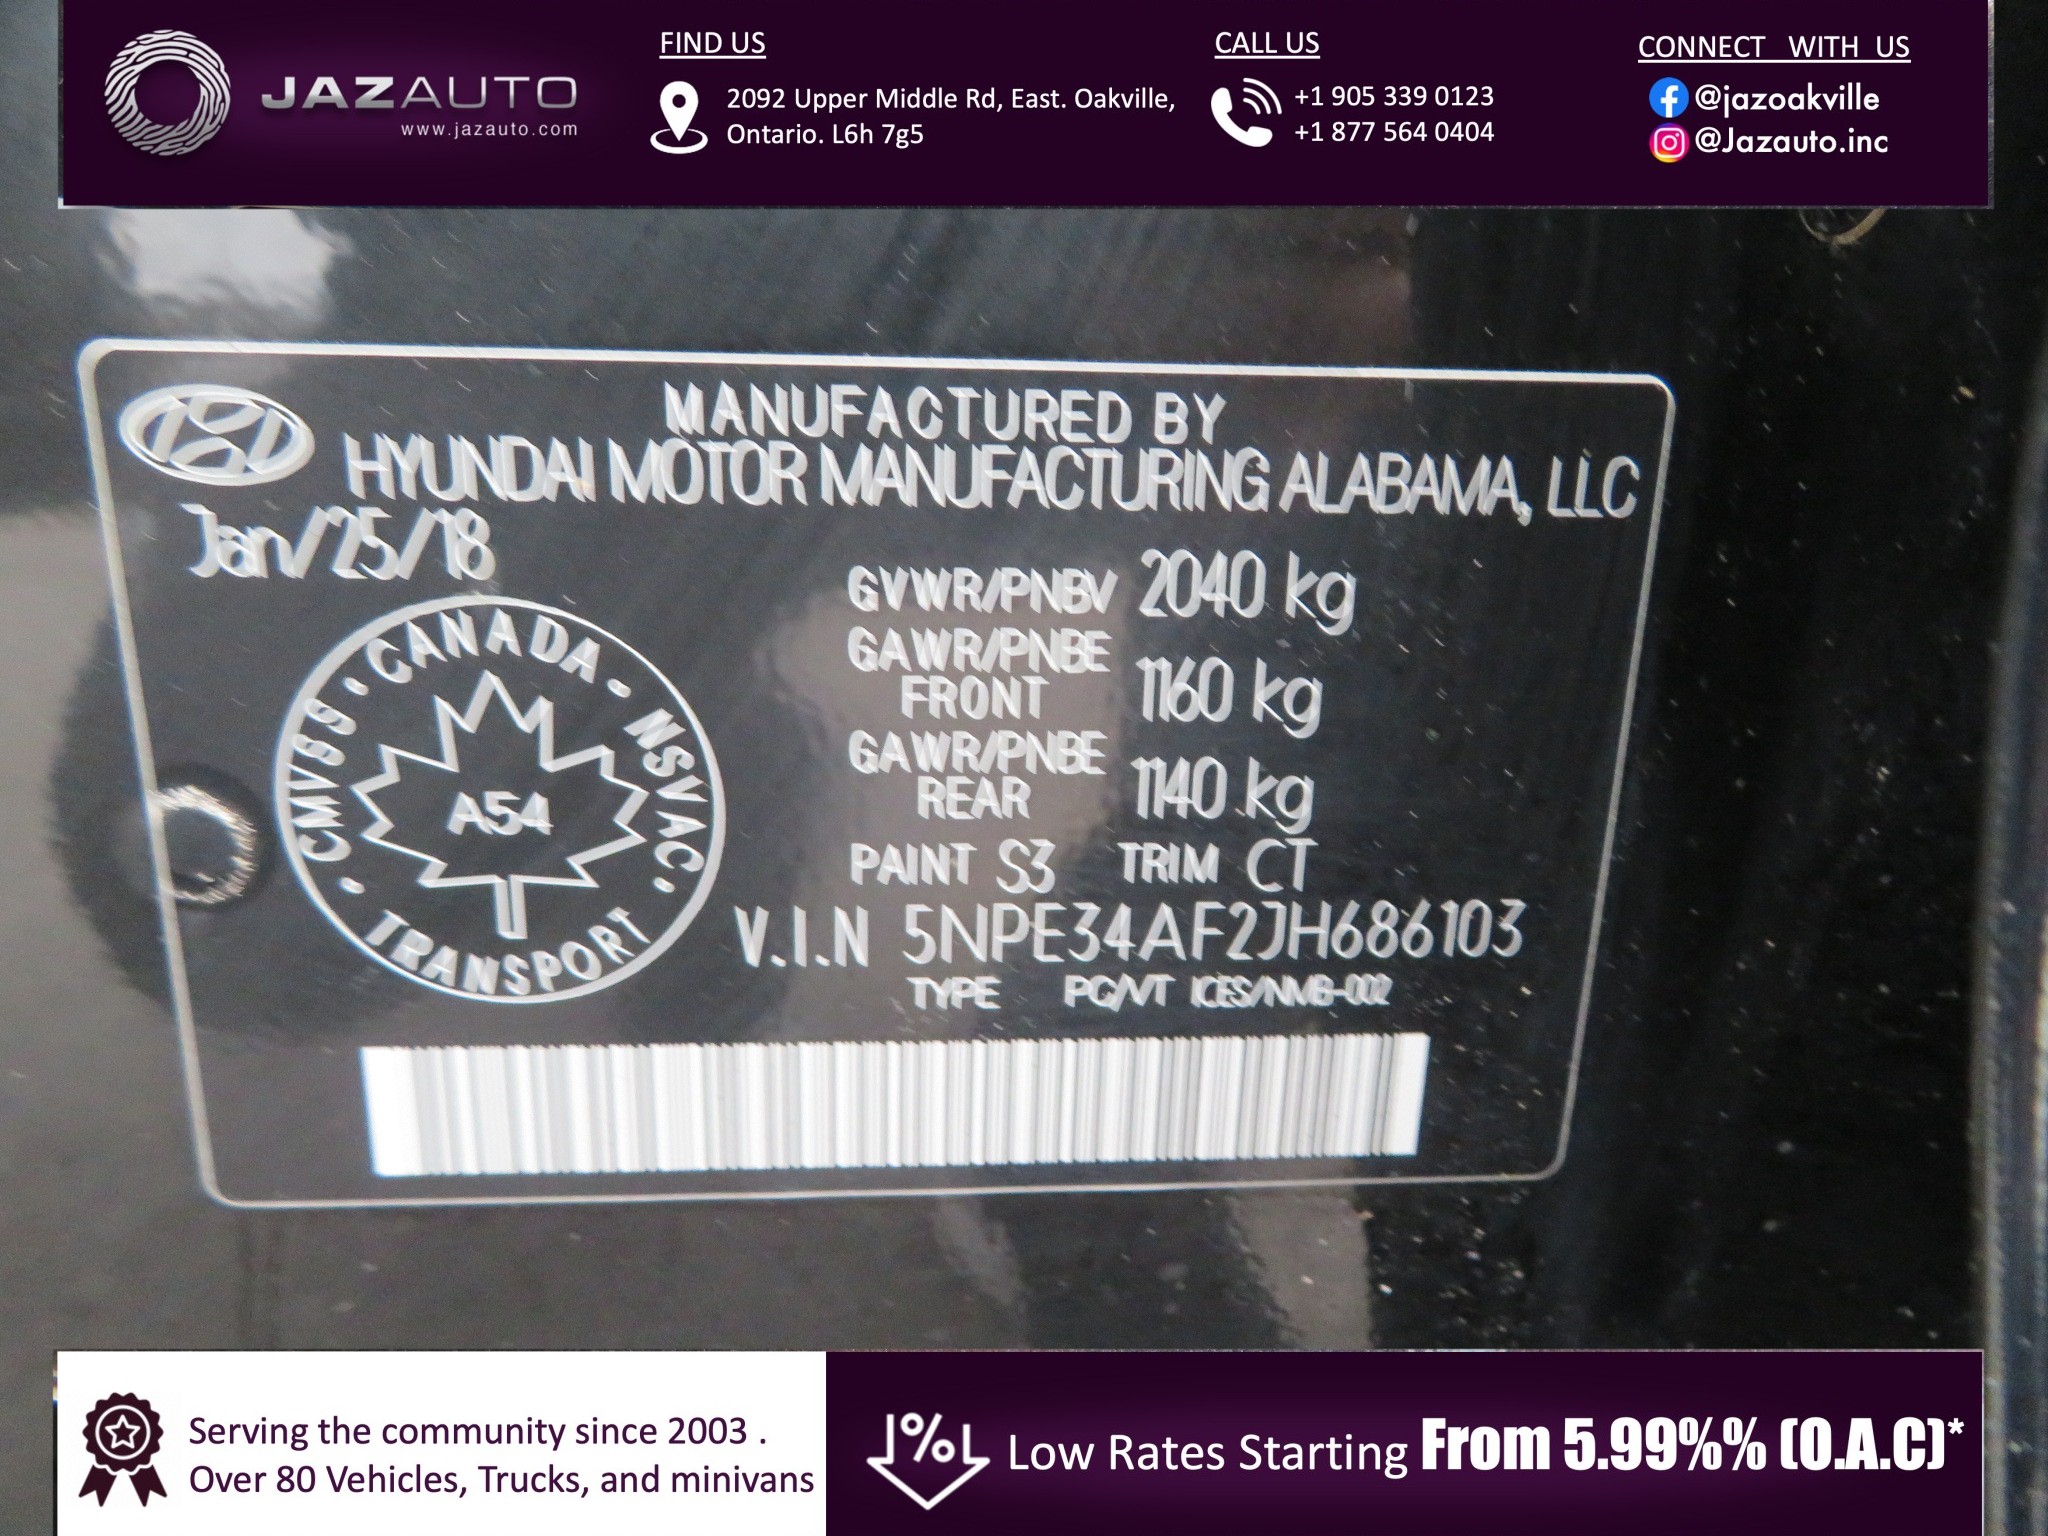 JAZAUTO
www.jazauto.com
FIND US
2092 Upper Middle Rd, East. Oakville,
Ontario. L6h 7g5
CALL US
+1 905 339 0123
+1 877 564 0404
CONNECT WITH US
@jazoakville
@Jazauto.inc
MANUFACTURED BY
HYUNDAI MOTOR MANUFACTURING ALABAMA, LLC
Jan/25/18
GVWR/PNBV 2040 kg
GAWR/PNBE
FRONT 1160 kg
GAWR/PNBE
REAR 1140 kg
PAINT S3 TRIM CT
V.I.N 5NPE34AF2JH686103
TYPE PC/VT ICES/NMB-002
CANADA · NSVAC · TRANSPORT · CMVSS ·
A54
Serving the community since 2003 .
Over 80 Vehicles, Trucks, and minivans
%
Low Rates Starting From 5.99%% (O.A.C)*